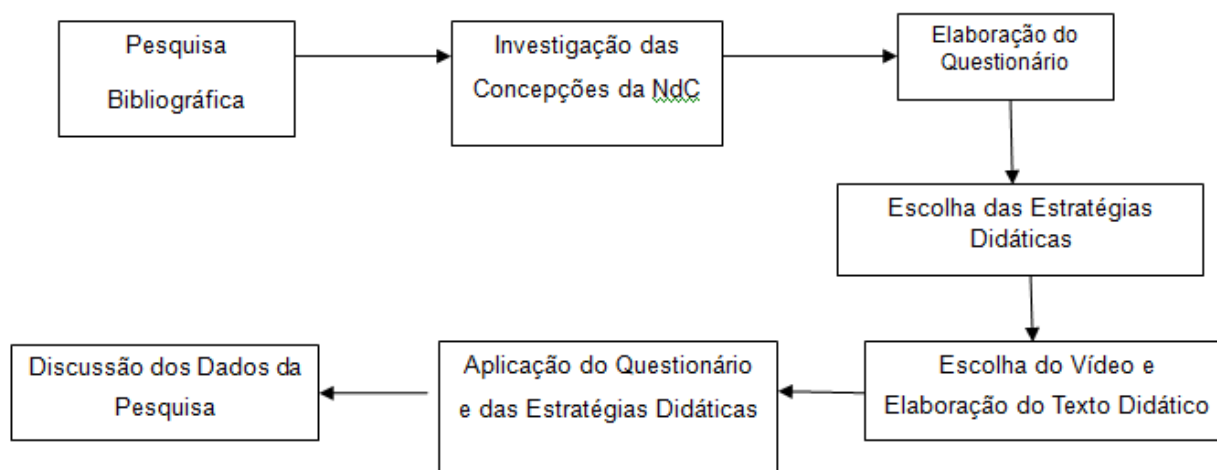 Pesquisa
Bibliográfica
Investigação das
Concepções da NdC
Elaboração do
Questionário
Escolha das Estratégias
Didáticas
Escolha do Vídeo e
Elaboração do Texto Didático
Aplicação do Questionário
e das Estratégias Didáticas
Discussão dos Dados da
Pesquisa